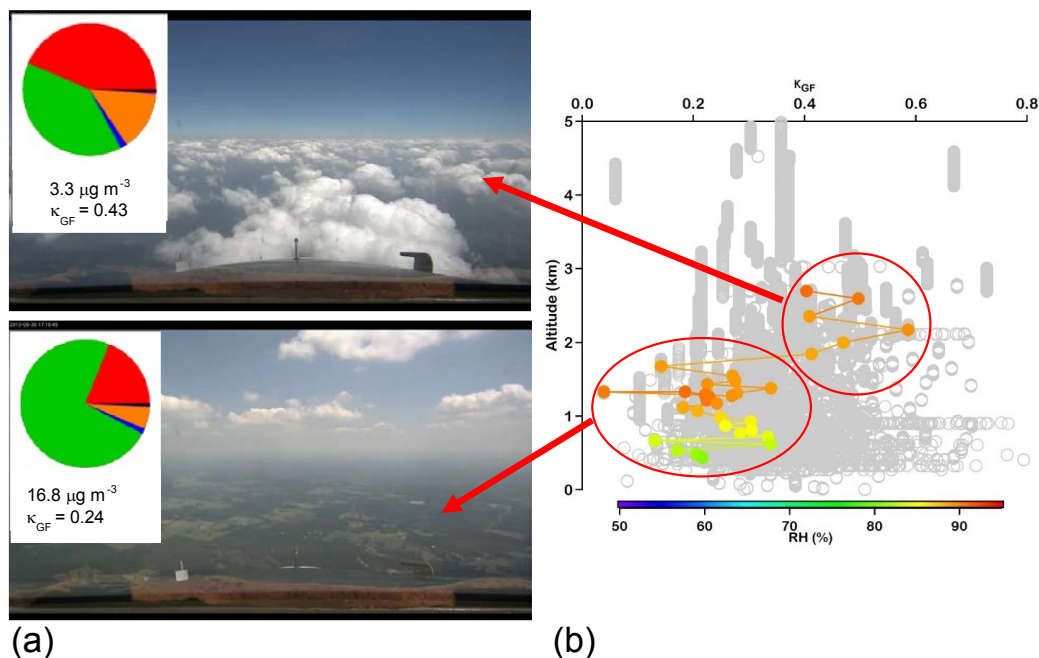 3.3 μg m⁻³
κGF = 0.43
2013-09-30 17:16:45
16.8 μg m⁻³
κGF = 0.24
(a)
κGF
0.0 0.2 0.4 0.6 0.8
5
4
3
2
1
0
Altitude (km)
50 60 70 80 90
RH (%)
(b)